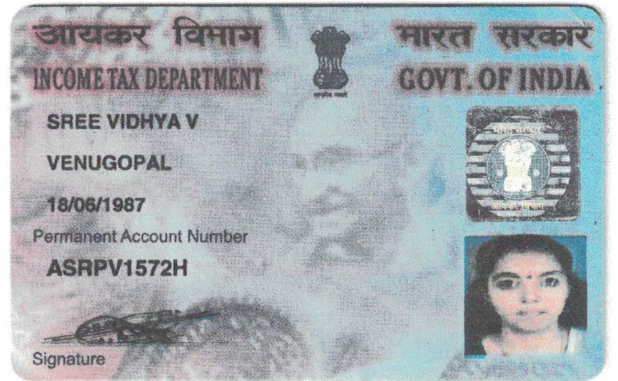 आयकर विभाग
भारत सरकार
INCOME TAX DEPARTMENT
GOVT. OF INDIA
SREE VIDHYA V
VENUGOPAL
18/06/1987
Permanent Account Number
ASRPV1572H
Signature